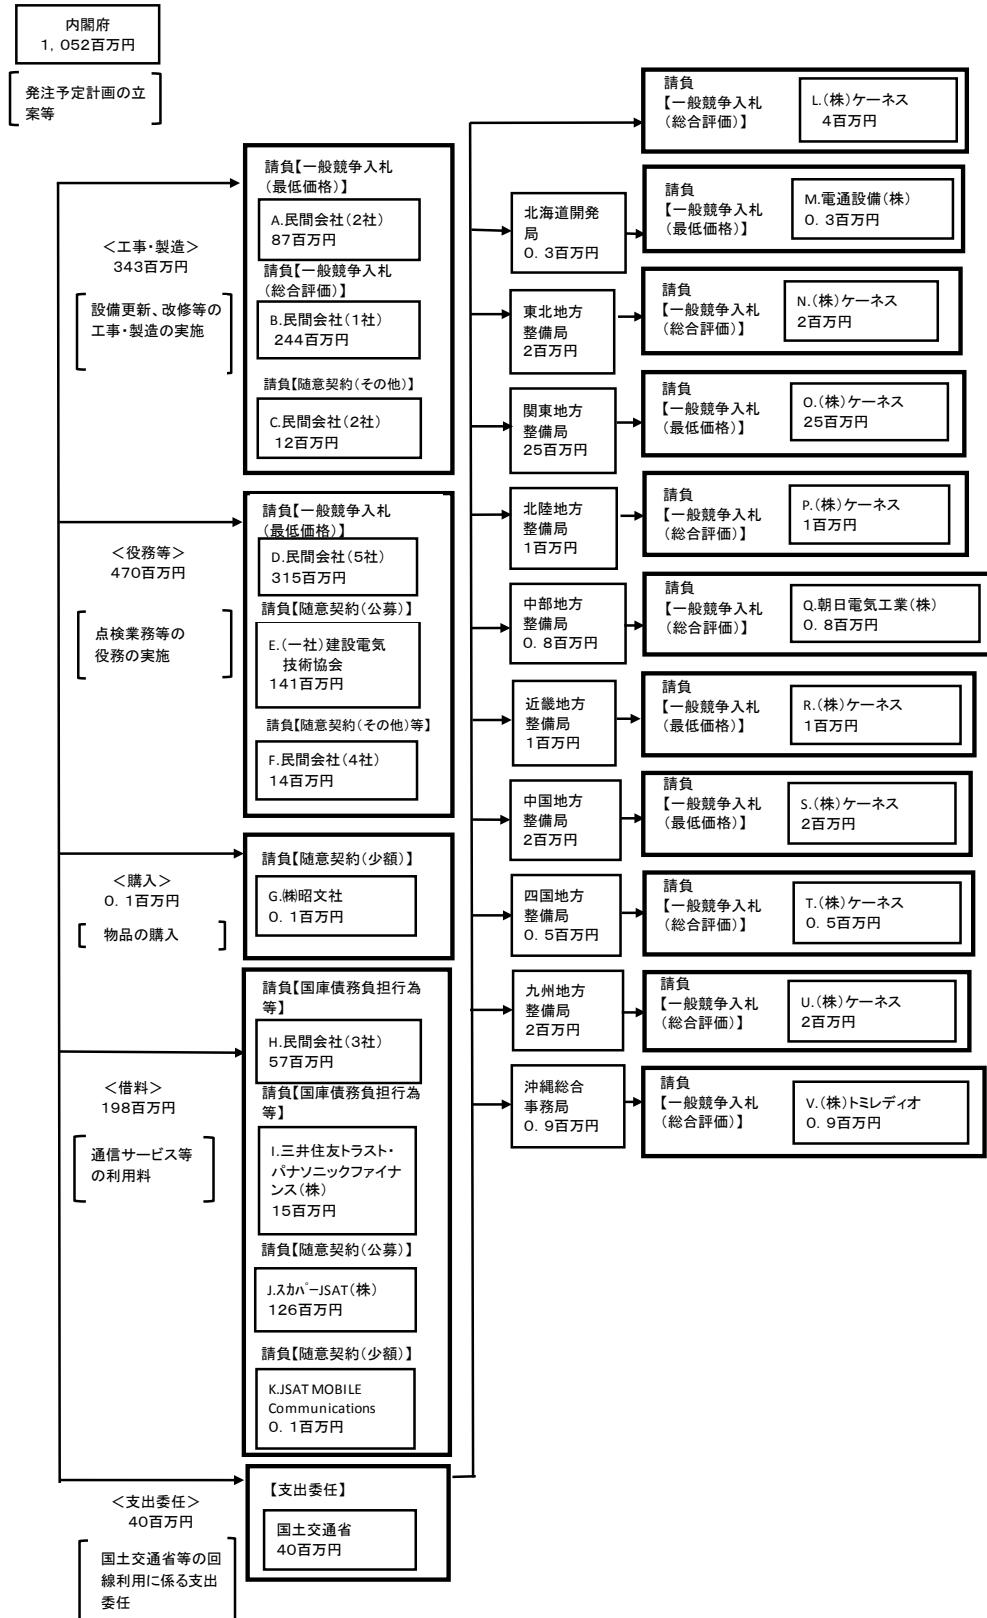 内閣府
１，０５２百万円
発注予定計画の立
案等
＜工事・製造＞
343百万円
設備更新、改修等の
工事・製造の実施
請負【一般競争入札
（最低価格）】
A.民間会社（２社）
87百万円
請負【一般競争入札
（総合評価）】
B.民間会社（１社）
244百万円
請負【随意契約（その他）】
C.民間会社（２社）
12百万円
＜役務等＞
470百万円
点検業務等の
役務の実施
請負【一般競争入札
（最低価格）】
D.民間会社（５社）
315百万円
請負【随意契約（公募）】
E.（一社）建設電気
技術協会
141百万円
請負【随意契約（その他）等】
F.民間会社（４社）
14百万円
＜購入＞
０．１百万円
物品の購入
請負【随意契約（少額）】
G.㈱昭文社
０．１百万円
＜借料＞
198百万円
通信サービス等
の利用料
請負【国庫債務負担行為
等】
H.民間会社（３社）
57百万円
請負【国庫債務負担行為
等】
I.三井住友トラスト・
パナソニックファイナ
ンス（株）
15百万円
請負【随意契約（公募）】
J.ｽｶﾊﾟｰJSAT（株）
126百万円
請負【随意契約（少額）】
K.JSAT MOBILE
Communications
０．１百万円
＜支出委任＞
40百万円
国土交通省等の回
線利用に係る支出
委任
【支出委任】
国土交通省
40百万円
請負
【一般競争入札
（総合評価）】
L.（株）ケーネス
4百万円
北海道開発
局
０．３百万円
請負
【一般競争入札
（最低価格）】
M.電通設備（株）
０．３百万円
東北地方
整備局
2百万円
請負
【一般競争入札
（総合評価）】
N.（株）ケーネス
2百万円
関東地方
整備局
25百万円
請負
【一般競争入札
（最低価格）】
O.（株）ケーネス
25百万円
北陸地方
整備局
1百万円
請負
【一般競争入札
（総合評価）】
P.（株）ケーネス
1百万円
中部地方
整備局
０．８百万円
請負
【一般競争入札
（総合評価）】
Q.朝日電気工業（株）
０．８百万円
近畿地方
整備局
1百万円
請負
【一般競争入札
（最低価格）】
R.（株）ケーネス
1百万円
中国地方
整備局
2百万円
請負
【一般競争入札
（最低価格）】
S.（株）ケーネス
2百万円
四国地方
整備局
０．５百万円
請負
【一般競争入札
（総合評価）】
T.（株）ケーネス
０．５百万円
九州地方
整備局
2百万円
請負
【一般競争入札
（総合評価）】
U.（株）ケーネス
2百万円
沖縄総合
事務局
０．９百万円
請負
【一般競争入札
（総合評価）】
V.（株）トミレディオ
０．９百万円